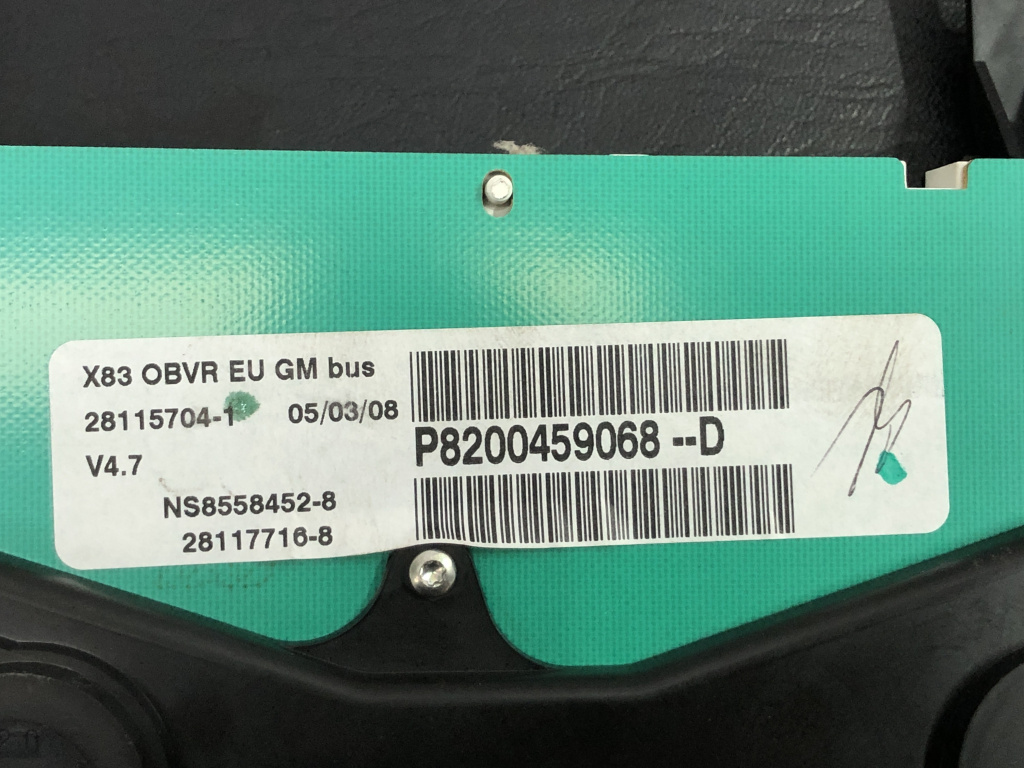 X83 OBVR EU GM bus
28115704-1 05/03/08
V4.7
NS8558452-8
28117716-8
P8200459068 --D